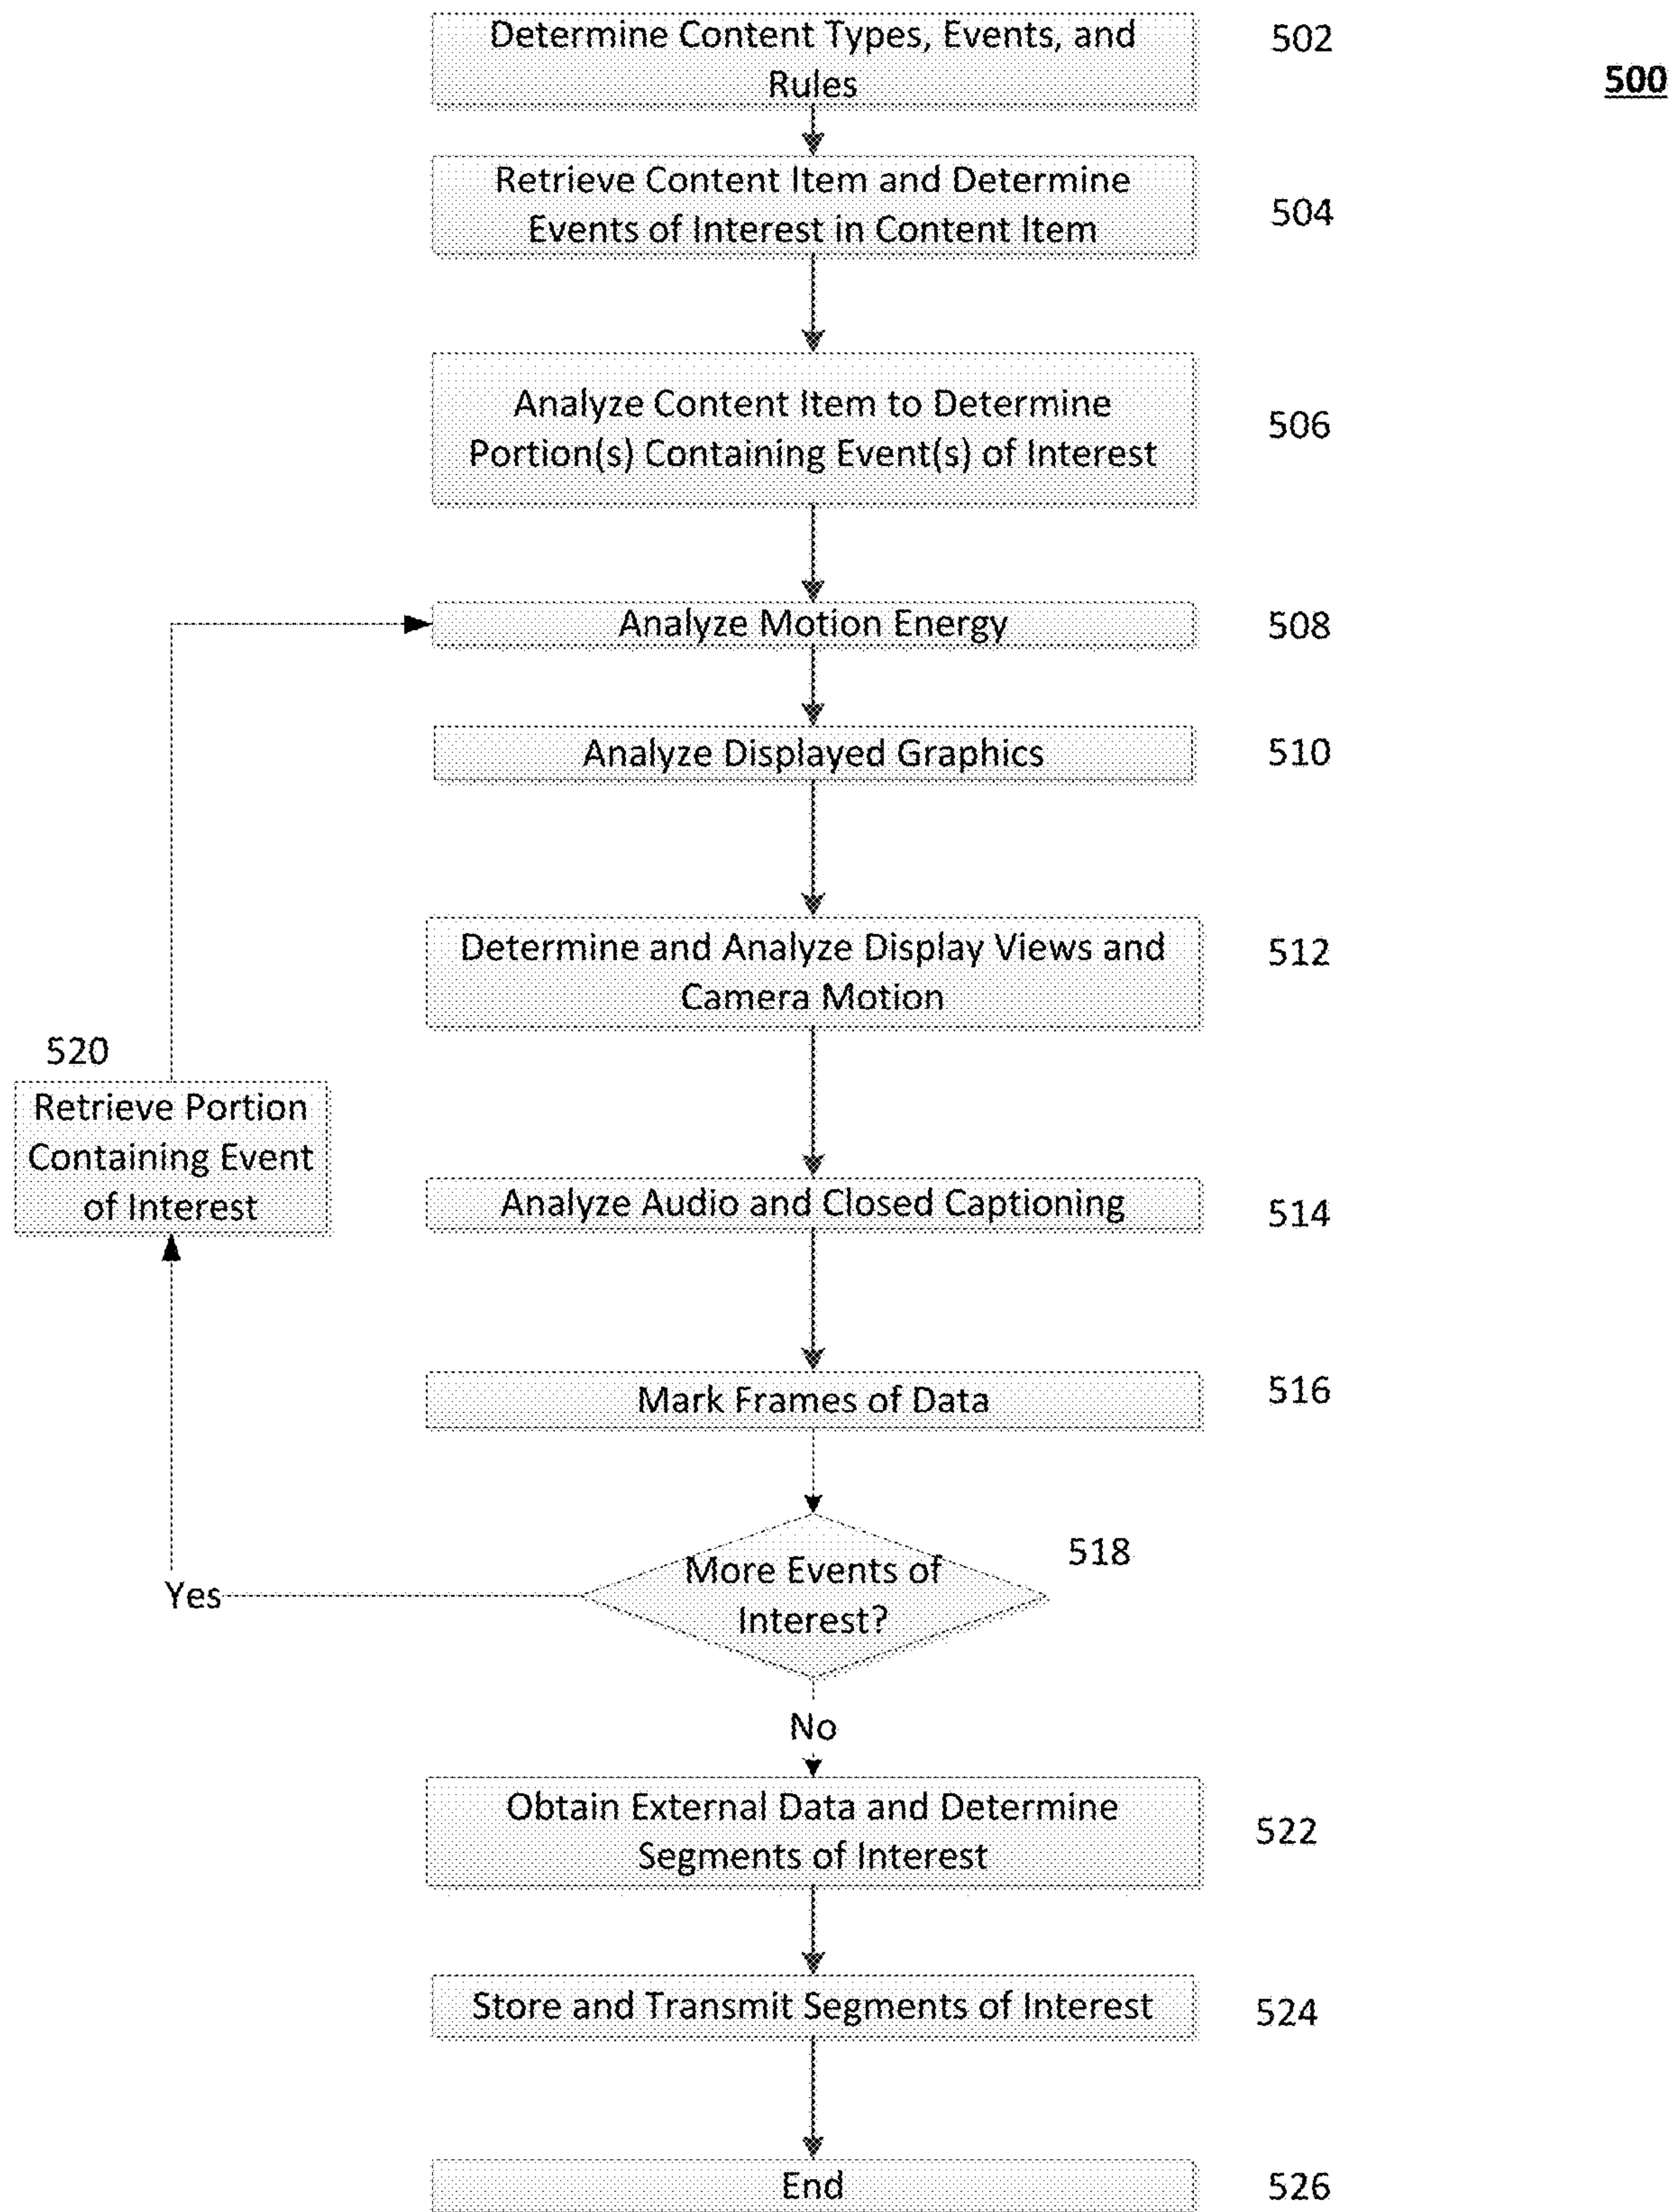 Determine Content Types, Events, and
Rules
502
500
Retrieve Content Item and Determine
Events of Interest in Content Item
504
Analyze Content Item to Determine
Portion(s) Containing Event(s) of Interest
506
Analyze Motion Energy
508
Analyze Displayed Graphics
510
Determine and Analyze Display Views and
Camera Motion
512
520
Retrieve Portion
Containing Event
of Interest
Analyze Audio and Closed Captioning
514
Mark Frames of Data
516
More Events of
Interest?
518
Yes
No
Obtain External Data and Determine
Segments of Interest
522
Store and Transmit Segments of Interest
524
End
526